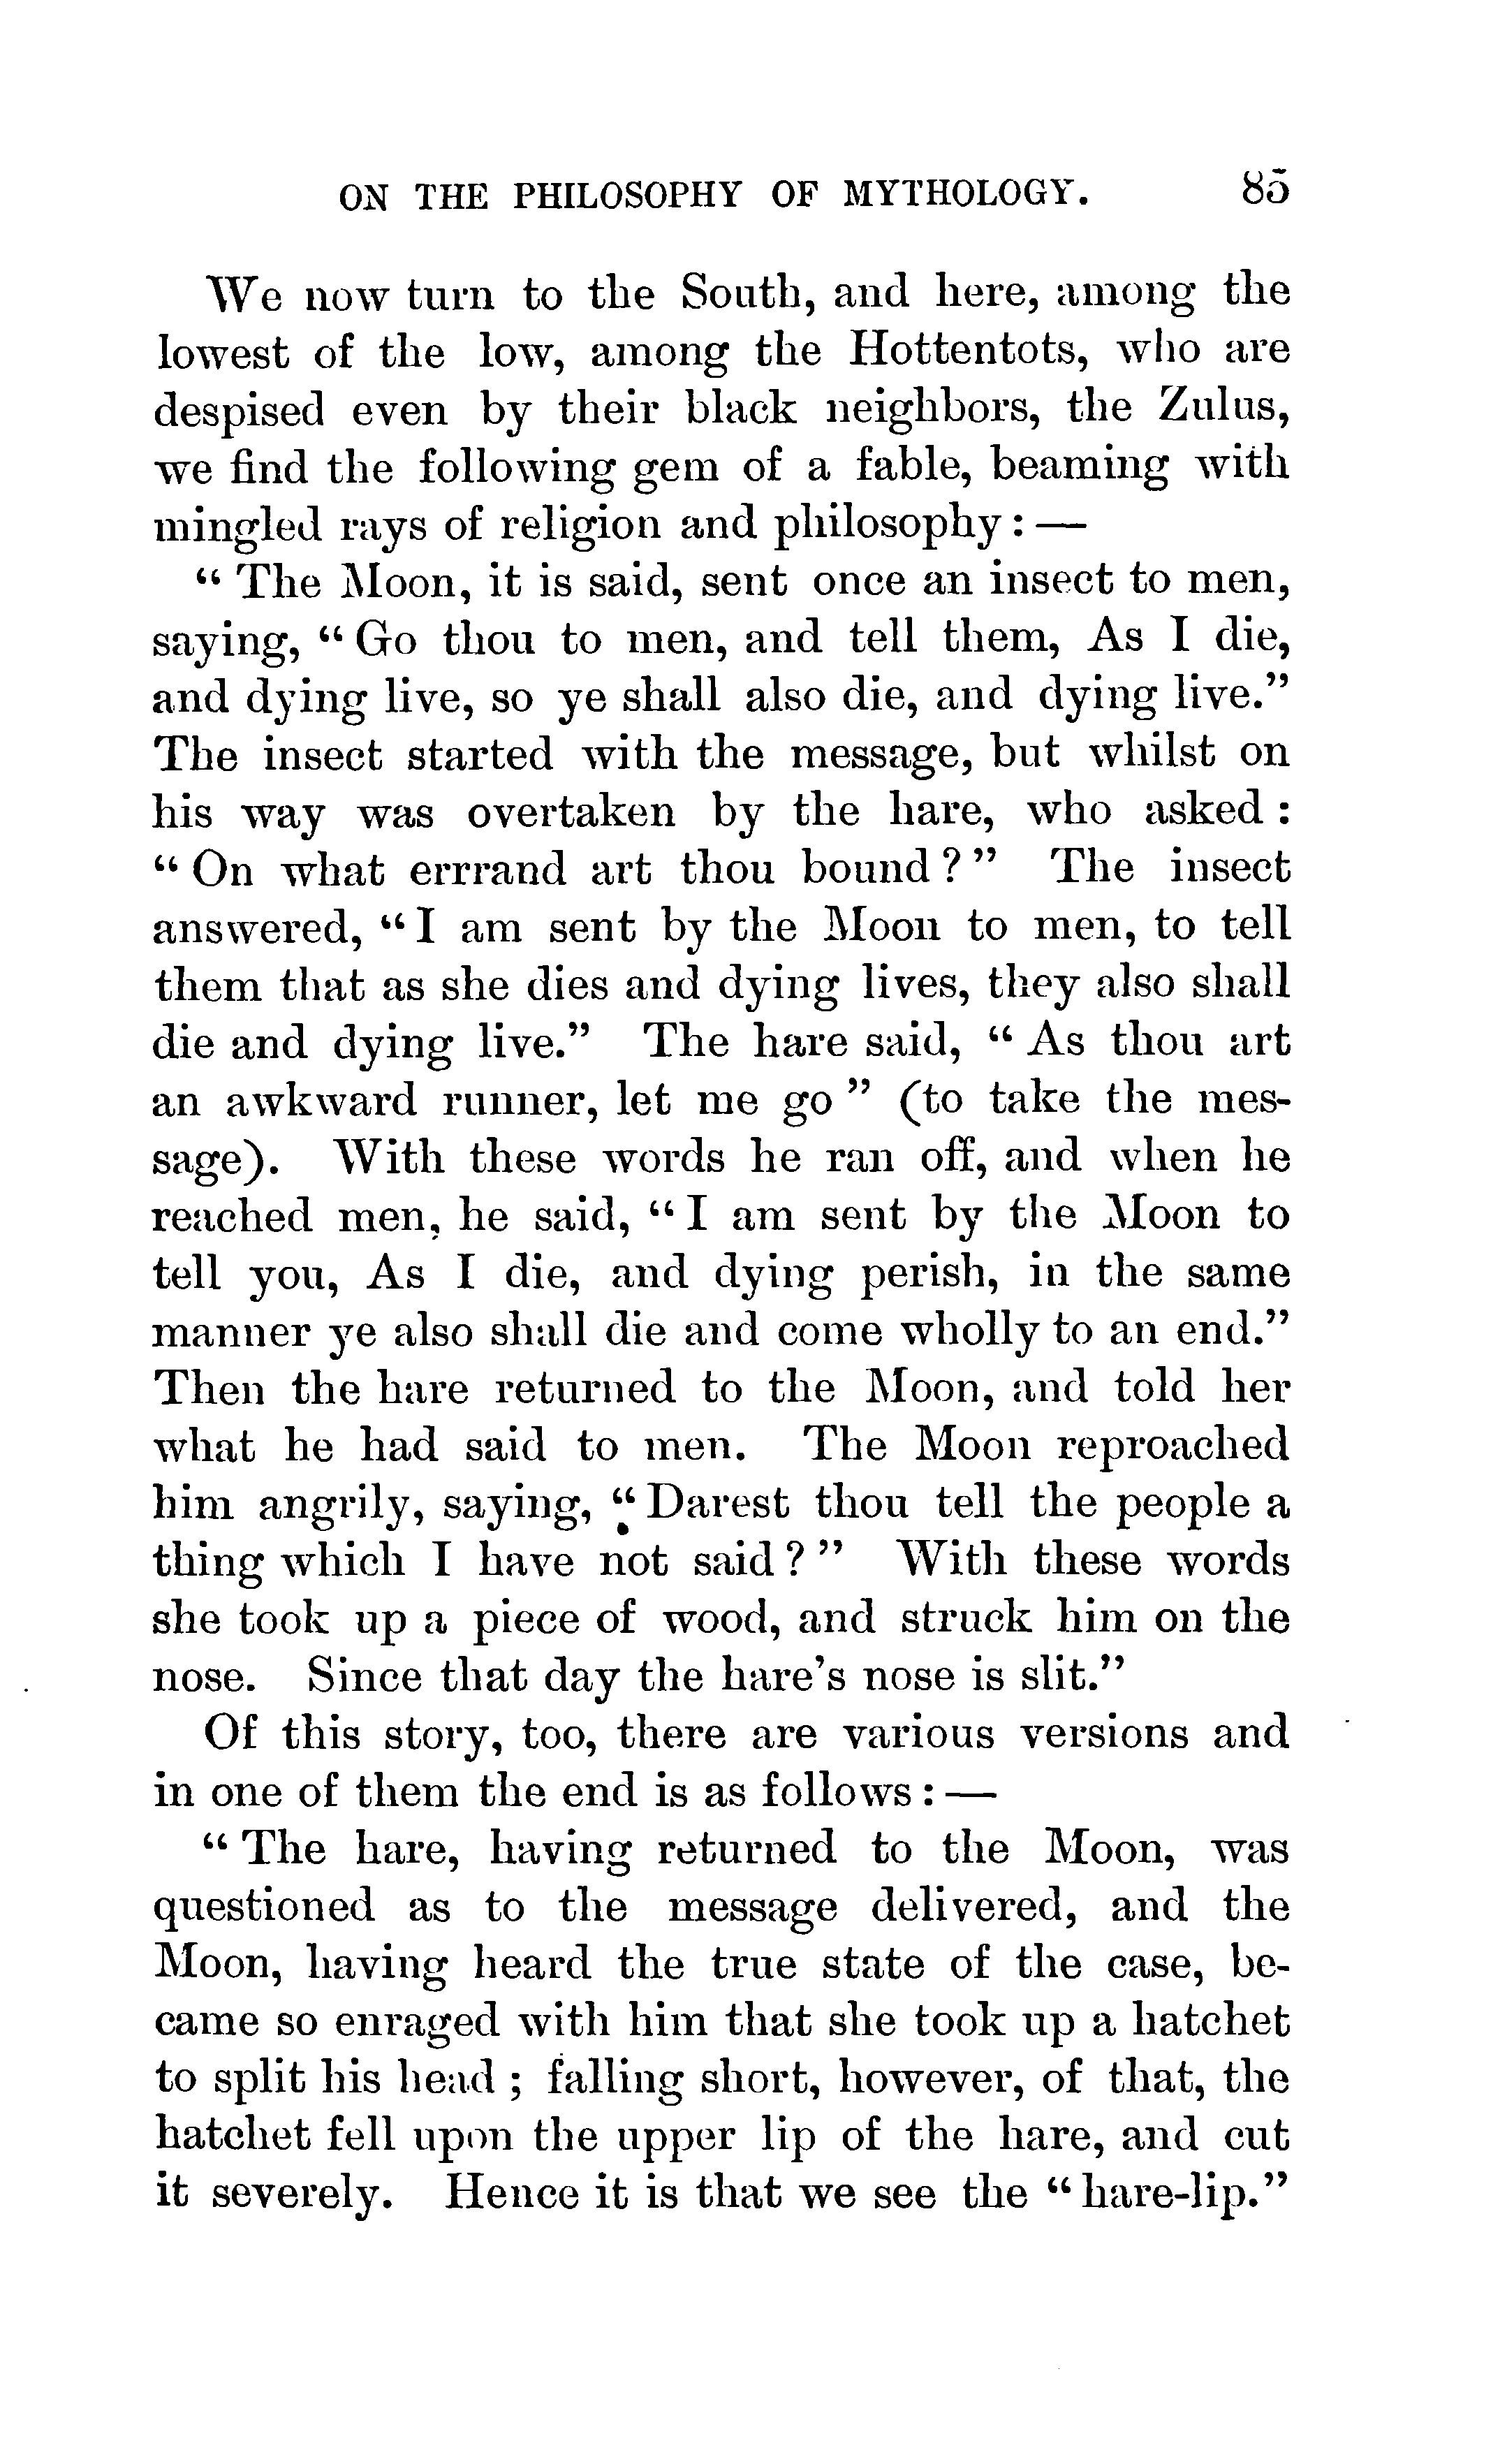 ON THE PHILOSOPHY OF MYTHOLOGY. 85
We now turn to the South, and here, among the
lowest of the low, among the Hottentots, who are
despised even by their black neighbors, the Zulus,
we find the following gem of a fable, beaming with
mingled rays of religion and philosophy : —
“ The Moon, it is said, sent once an insect to men,
saying, “ Go thou to men, and tell them, As I die,
and dying live, so ye shall also die, and dying live.”
The insect started with the message, but whilst on
his way was overtaken by the hare, who asked :
“ On what errrand art thou bound ? ” The insect
answered, “ I am sent by the Moon to men, to tell
them that as she dies and dying lives, they also shall
die and dying live.” The hare said, “ As thou art
an awkward runner, let me go ” (to take the mes-
sage). With these words he ran off, and when he
reached men, he said, “ I am sent by the Moon to
tell you, As I die, and dying perish, in the same
manner ye also shall die and come wholly to an end.”
Then the hare returned to the Moon, and told her
what he had said to men. The Moon reproached
him angrily, saying, “ Darest thou tell the people a
thing which I have not said ? ” With these words
she took up a piece of wood, and struck him on the
nose. Since that day the hare’s nose is slit.”
Of this story, too, there are various versions and
in one of them the end is as follows : —
“ The hare, having returned to the Moon, was
questioned as to the message delivered, and the
Moon, having heard the true state of the case, be-
came so enraged with him that she took up a hatchet
to split his head ; falling short, however, of that, the
hatchet fell upon the upper lip of the hare, and cut
it severely. Hence it is that we see the “ hare-lip.”